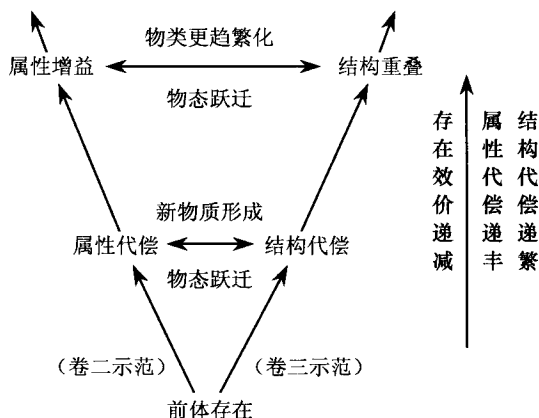 物类更趋繁化
属性增益
结构重叠
物态跃迁
新物质形成
属性代偿
结构代偿
物态跃迁
（卷二示范）
（卷三示范）
前体存在
存在效价递减
属性代偿递丰
结构代偿递繁